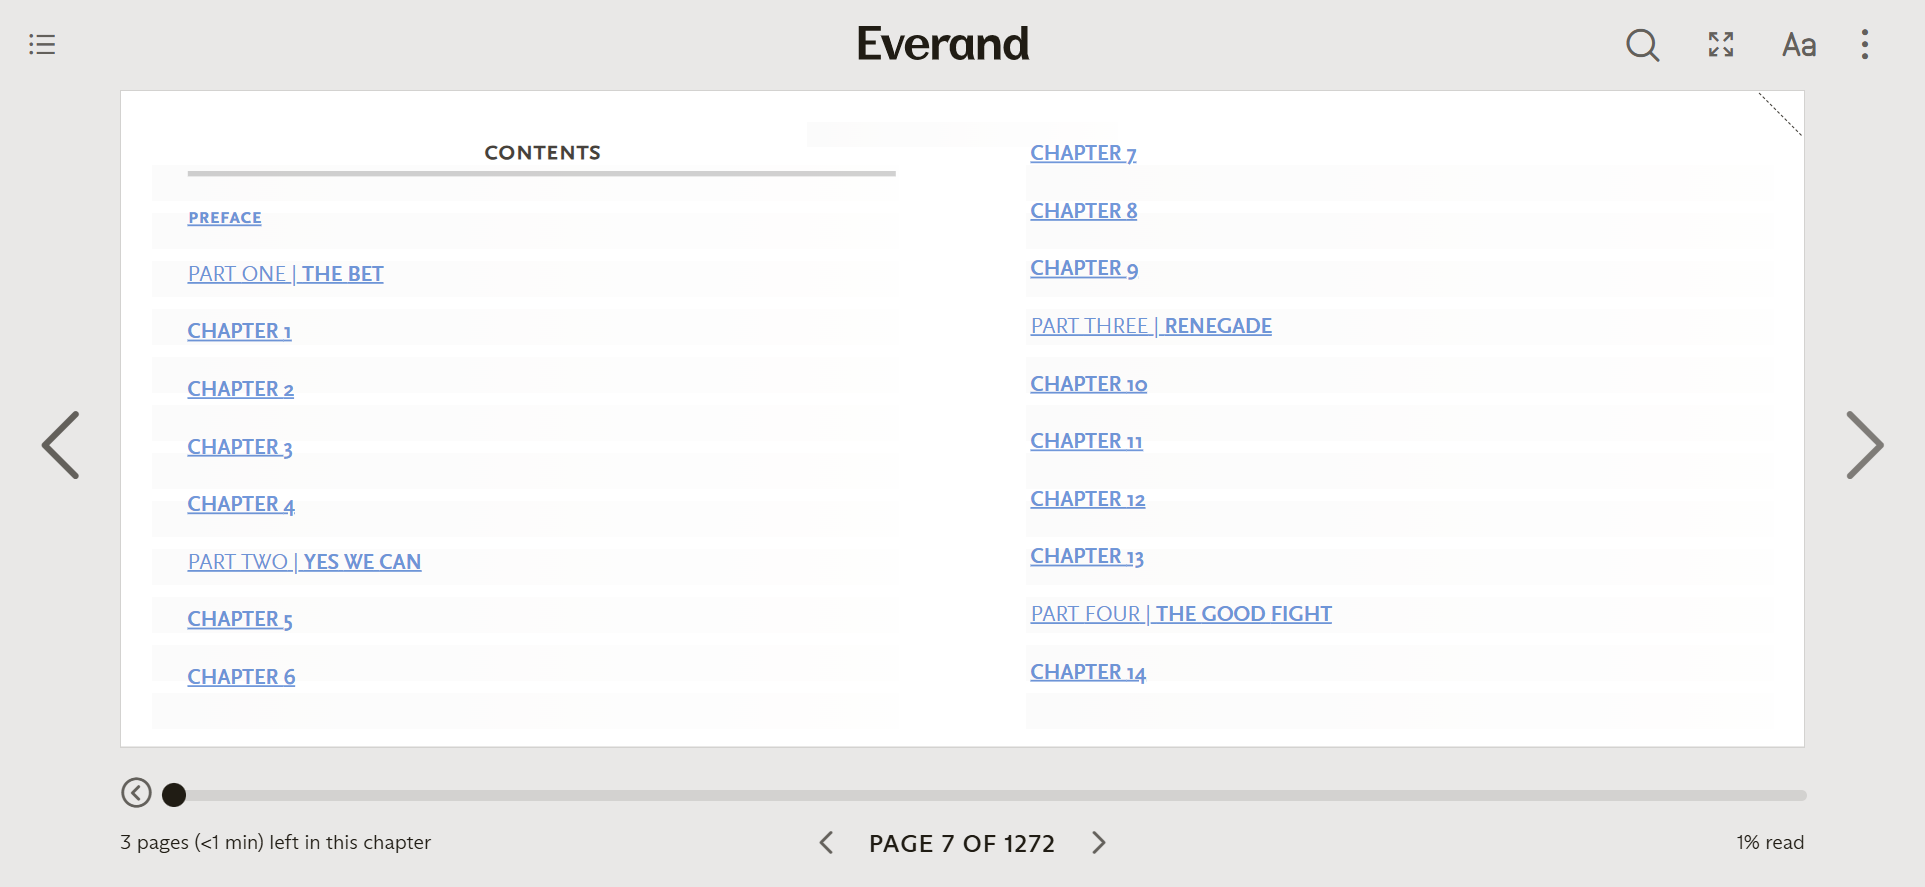 Everand
Aa
CONTENTS
PREFACE
PART ONE | THE BET
CHAPTER 1
CHAPTER 2
CHAPTER 3
CHAPTER 4
PART TWO | YES WE CAN
CHAPTER 5
CHAPTER 6
CHAPTER 7
CHAPTER 8
CHAPTER 9
PART THREE | RENEGADE
CHAPTER 10
CHAPTER 11
CHAPTER 12
CHAPTER 13
PART FOUR | THE GOOD FIGHT
CHAPTER 14
3 pages (<1 min) left in this chapter
PAGE 7 OF 1272
1% read